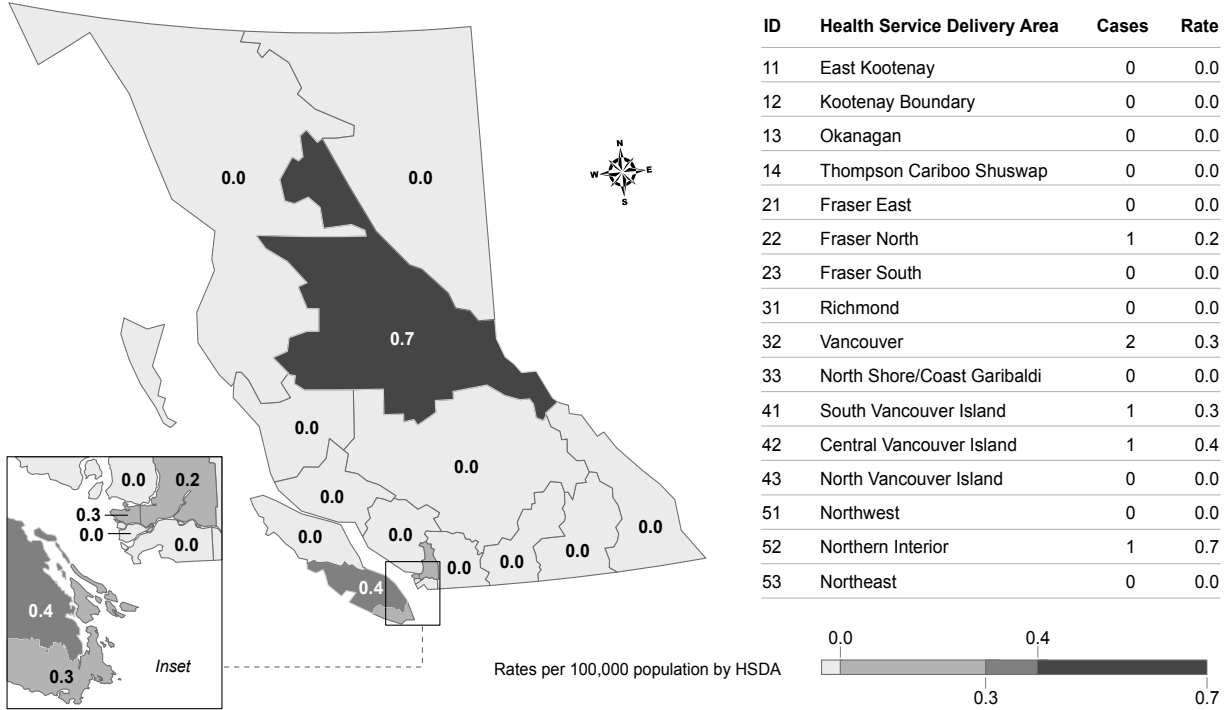 ID Health Service Delivery Area Cases Rate
11 East Kootenay 0 0.0
12 Kootenay Boundary 0 0.0
13 Okanagan 0 0.0
14 Thompson Cariboo Shuswap 0 0.0
21 Fraser East 0 0.0
22 Fraser North 1 0.2
23 Fraser South 0 0.0
31 Richmond 0 0.0
32 Vancouver 2 0.3
33 North Shore/Coast Garibaldi 0 0.0
41 South Vancouver Island 1 0.3
42 Central Vancouver Island 1 0.4
43 North Vancouver Island 0 0.0
51 Northwest 0 0.0
52 Northern Interior 1 0.7
53 Northeast 0 0.0
N
W E
S
0.0 0.0
0.7
0.0
0.0
0.0
0.0 0.0 0.0
0.0 0.0 0.0
0.4
0.0 0.2
0.3
0.0
0.0
0.4
0.3
Inset
Rates per 100,000 population by HSDA
0.0 0.4
0.3 0.7